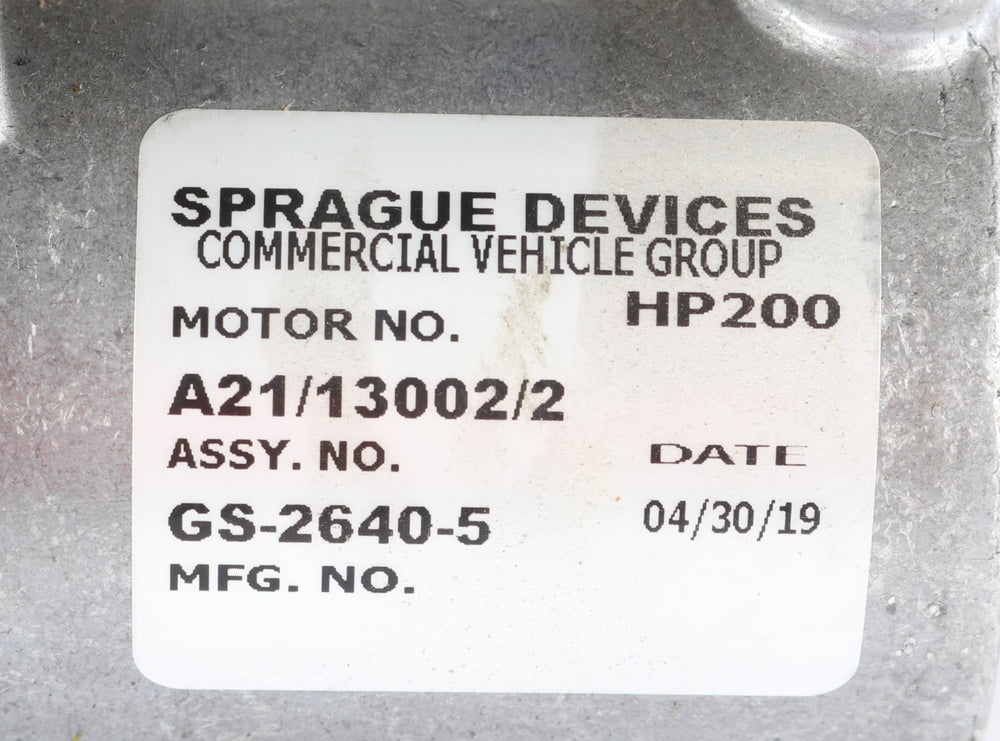 SPRAGUE DEVICES
COMMERCIAL VEHICLE GROUP
MOTOR NO. HP200
A21/13002/2
ASSY. NO. DATE
GS-2640-5 04/30/19
MFG. NO.